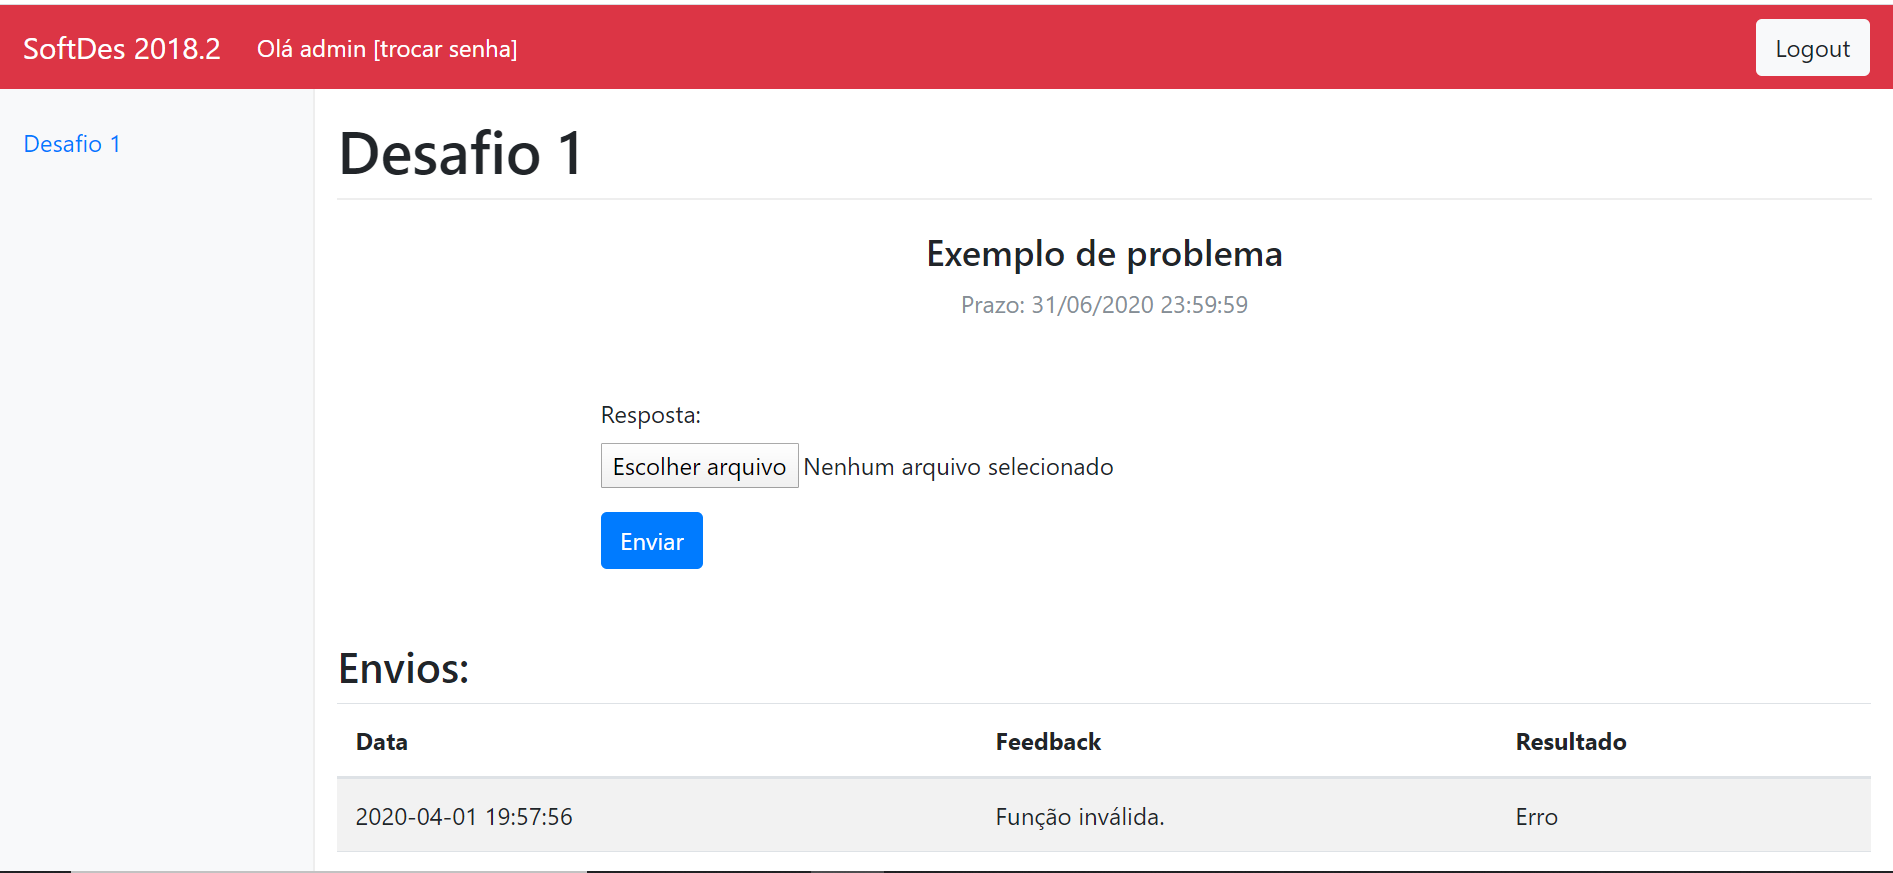 SoftDes 2018.2 Olá admin [trocar senha] Logout
Desafio 1
Desafio 1
Exemplo de problema
Prazo: 31/06/2020 23:59:59
Resposta:
Escolher arquivo Nenhum arquivo selecionado
Enviar
Envios:
Data Feedback Resultado
2020-04-01 19:57:56 Função inválida. Erro